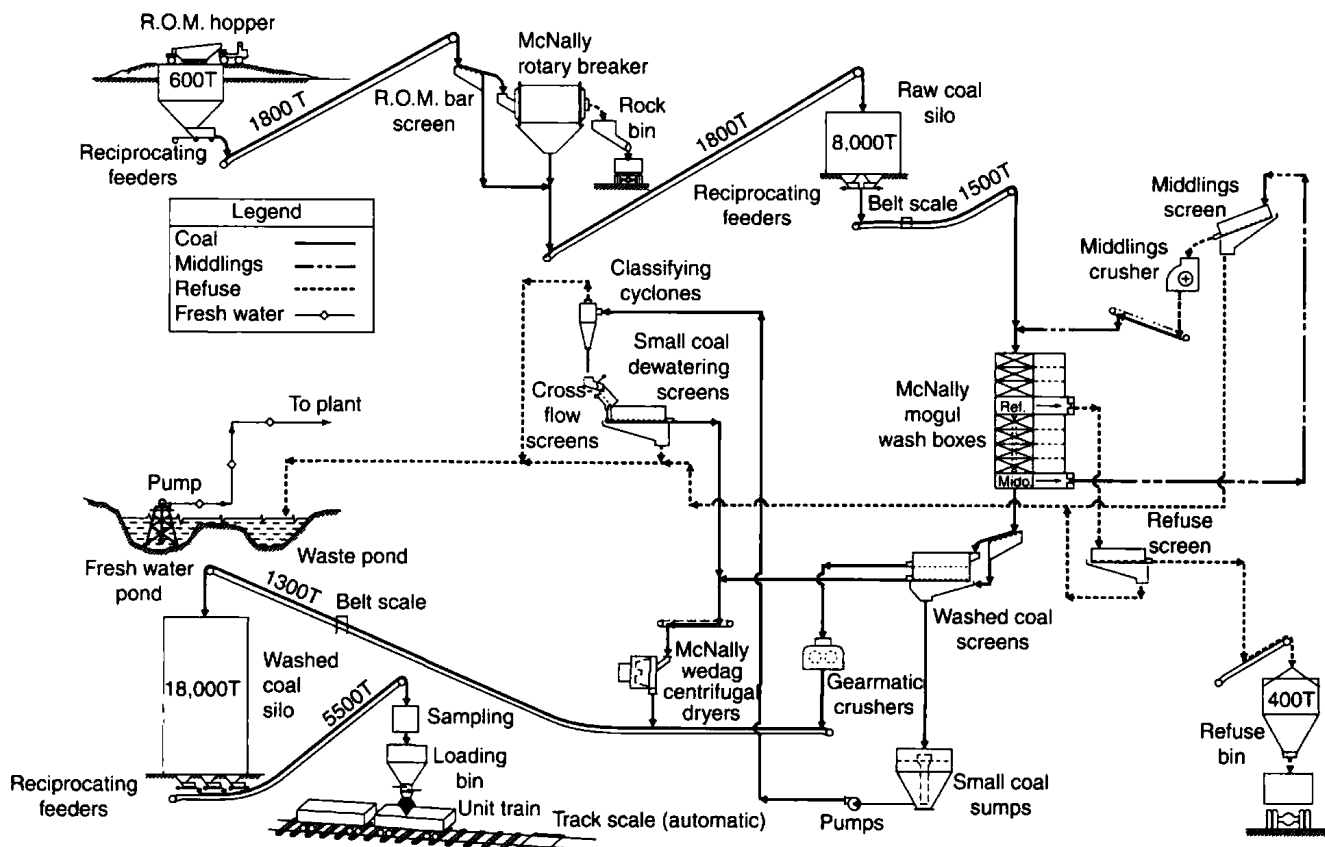 R.O.M. hopper
600T
Reciprocating
feeders
1800 T
R.O.M. bar
screen
McNally
rotary breaker
Rock
bin
1800T
Raw coal
silo
8,000T
Reciprocating
feeders
Belt scale
1500T
Middlings
screen
Middlings
crusher
Legend
Coal
Middlings
Refuse
Fresh water
Classifying
cyclones
Small coal
dewatering
screens
Cross
flow
screens
McNally
mogul
wash boxes
Ref.
Mido.
To plant
Pump
Waste pond
Fresh water
pond
Refuse
screen
1300T
Belt scale
Washed coal
screens
18,000T
Washed
coal
silo
5500T
McNally
wedag
centrifugal
dryers
Gearmatic
crushers
Sampling
Loading
bin
400T
Refuse
bin
Reciprocating
feeders
Unit train
Track scale (automatic)
Pumps
Small coal
sumps